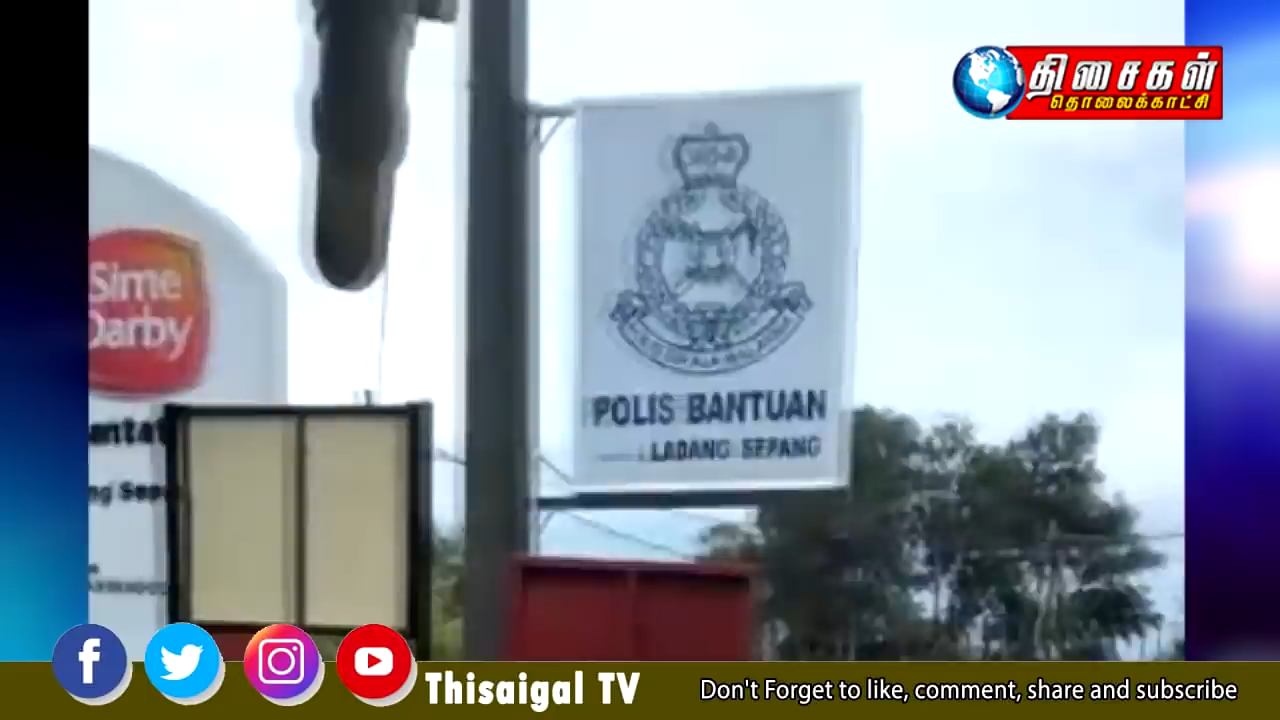 திசைகள்
தொலைக்காட்சி
Sime
Darby
POLIS BANTUAN
LADANG SEPANG
Thisaigal TV
Don't Forget to like, comment, share and subscribe